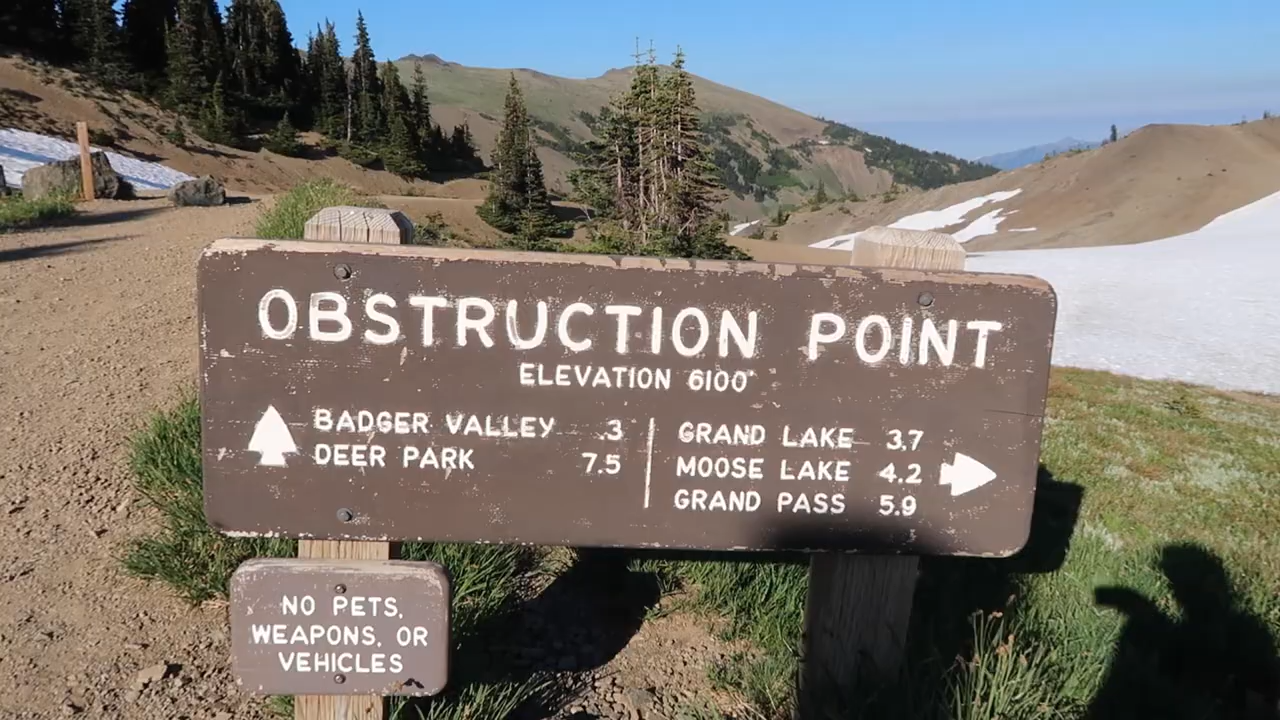 OBSTRUCTION POINT
ELEVATION 6100'
BADGER VALLEY .3
DEER PARK 7.5
GRAND LAKE 3.7
MOOSE LAKE 4.2
GRAND PASS 5.9
NO PETS,
WEAPONS, OR
VEHICLES